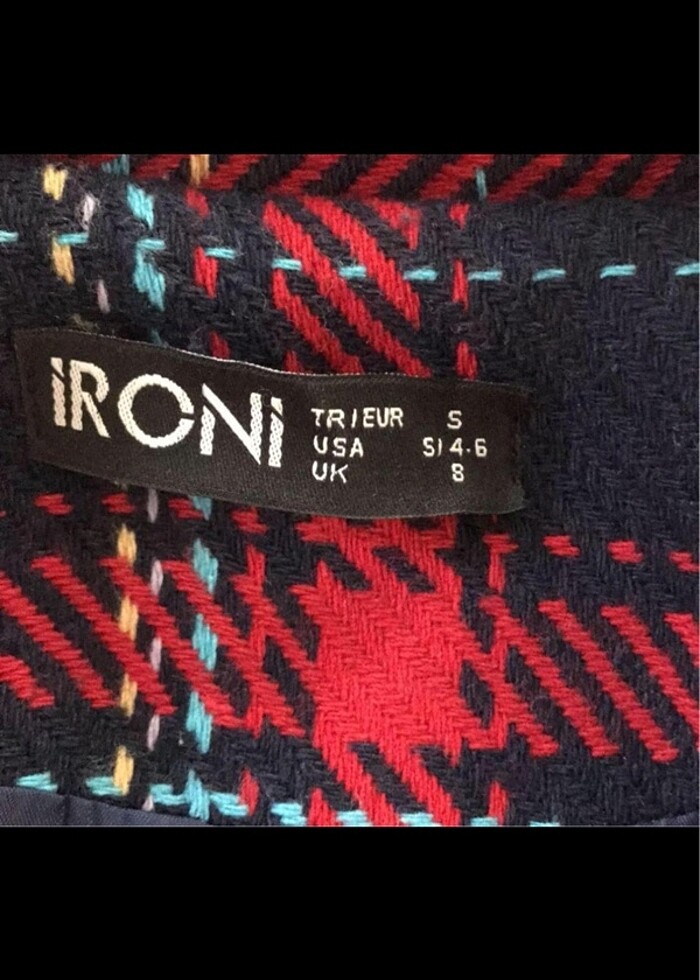 iRONi
TR/EUR S
USA S/4-6
UK 8